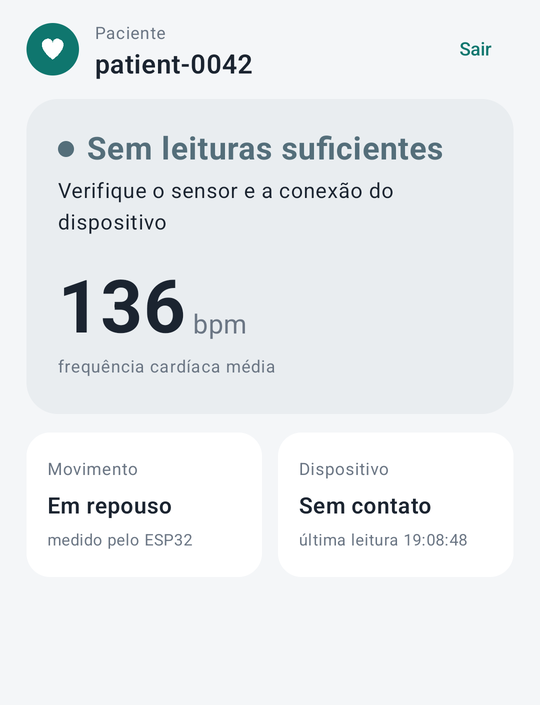 Paciente
patient-0042
Sair
Sem leituras suficientes
Verifique o sensor e a conexão do
dispositivo
136 bpm
frequência cardíaca média
Movimento
Em repouso
medido pelo ESP32
Dispositivo
Sem contato
última leitura 19:08:48